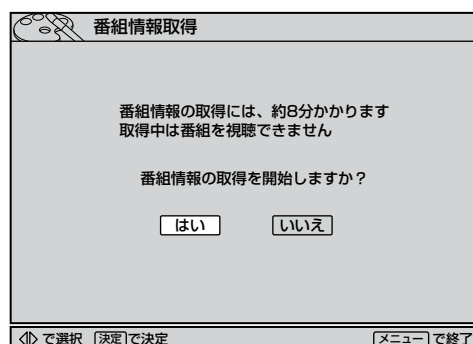 番組情報取得
番組情報の取得には、約8分かかります
取得中は番組を視聴できません
番組情報の取得を開始しますか？
はい いいえ
で選択 決定で決定 メニューで終了